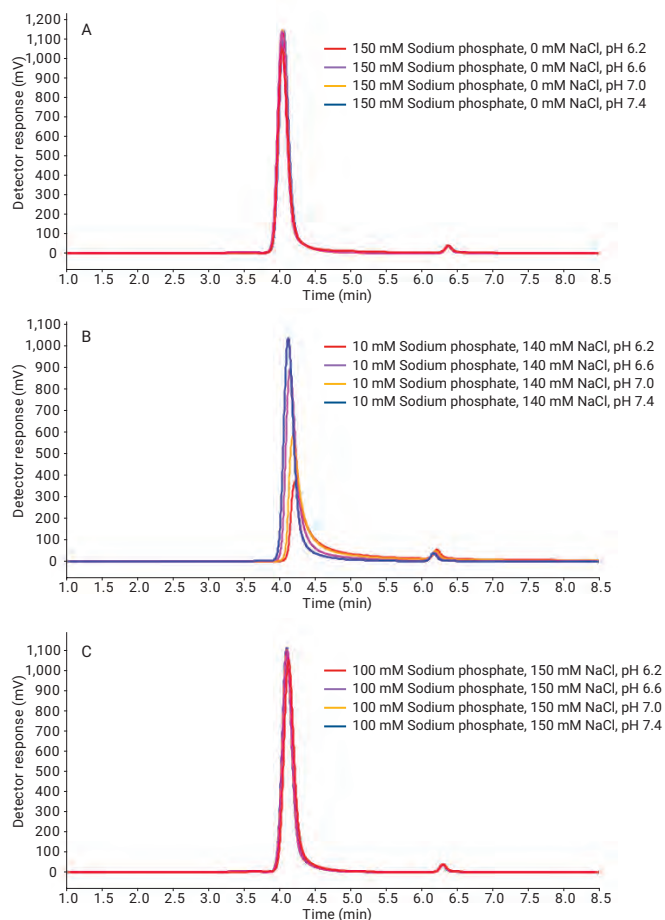 A
Detector response (mV)
1,200
1,100
1,000
900
800
700
600
500
400
300
200
100
0
150 mM Sodium phosphate, 0 mM NaCl, pH 6.2
150 mM Sodium phosphate, 0 mM NaCl, pH 6.6
150 mM Sodium phosphate, 0 mM NaCl, pH 7.0
150 mM Sodium phosphate, 0 mM NaCl, pH 7.4
1.0 1.5 2.0 2.5 3.0 3.5 4.0 4.5 5.0 5.5 6.0 6.5 7.0 7.5 8.0 8.5
Time (min)
B
Detector response (mV)
1,100
1,000
900
800
700
600
500
400
300
200
100
0
10 mM Sodium phosphate, 140 mM NaCl, pH 6.2
10 mM Sodium phosphate, 140 mM NaCl, pH 6.6
10 mM Sodium phosphate, 140 mM NaCl, pH 7.0
10 mM Sodium phosphate, 140 mM NaCl, pH 7.4
1.0 1.5 2.0 2.5 3.0 3.5 4.0 4.5 5.0 5.5 6.0 6.5 7.0 7.5 8.0 8.5
Time (min)
C
Detector response (mV)
1,100
1,000
900
800
700
600
500
400
300
200
100
0
100 mM Sodium phosphate, 150 mM NaCl, pH 6.2
100 mM Sodium phosphate, 150 mM NaCl, pH 6.6
100 mM Sodium phosphate, 150 mM NaCl, pH 7.0
100 mM Sodium phosphate, 150 mM NaCl, pH 7.4
1.0 1.5 2.0 2.5 3.0 3.5 4.0 4.5 5.0 5.5 6.0 6.5 7.0 7.5 8.0 8.5
Time (min)